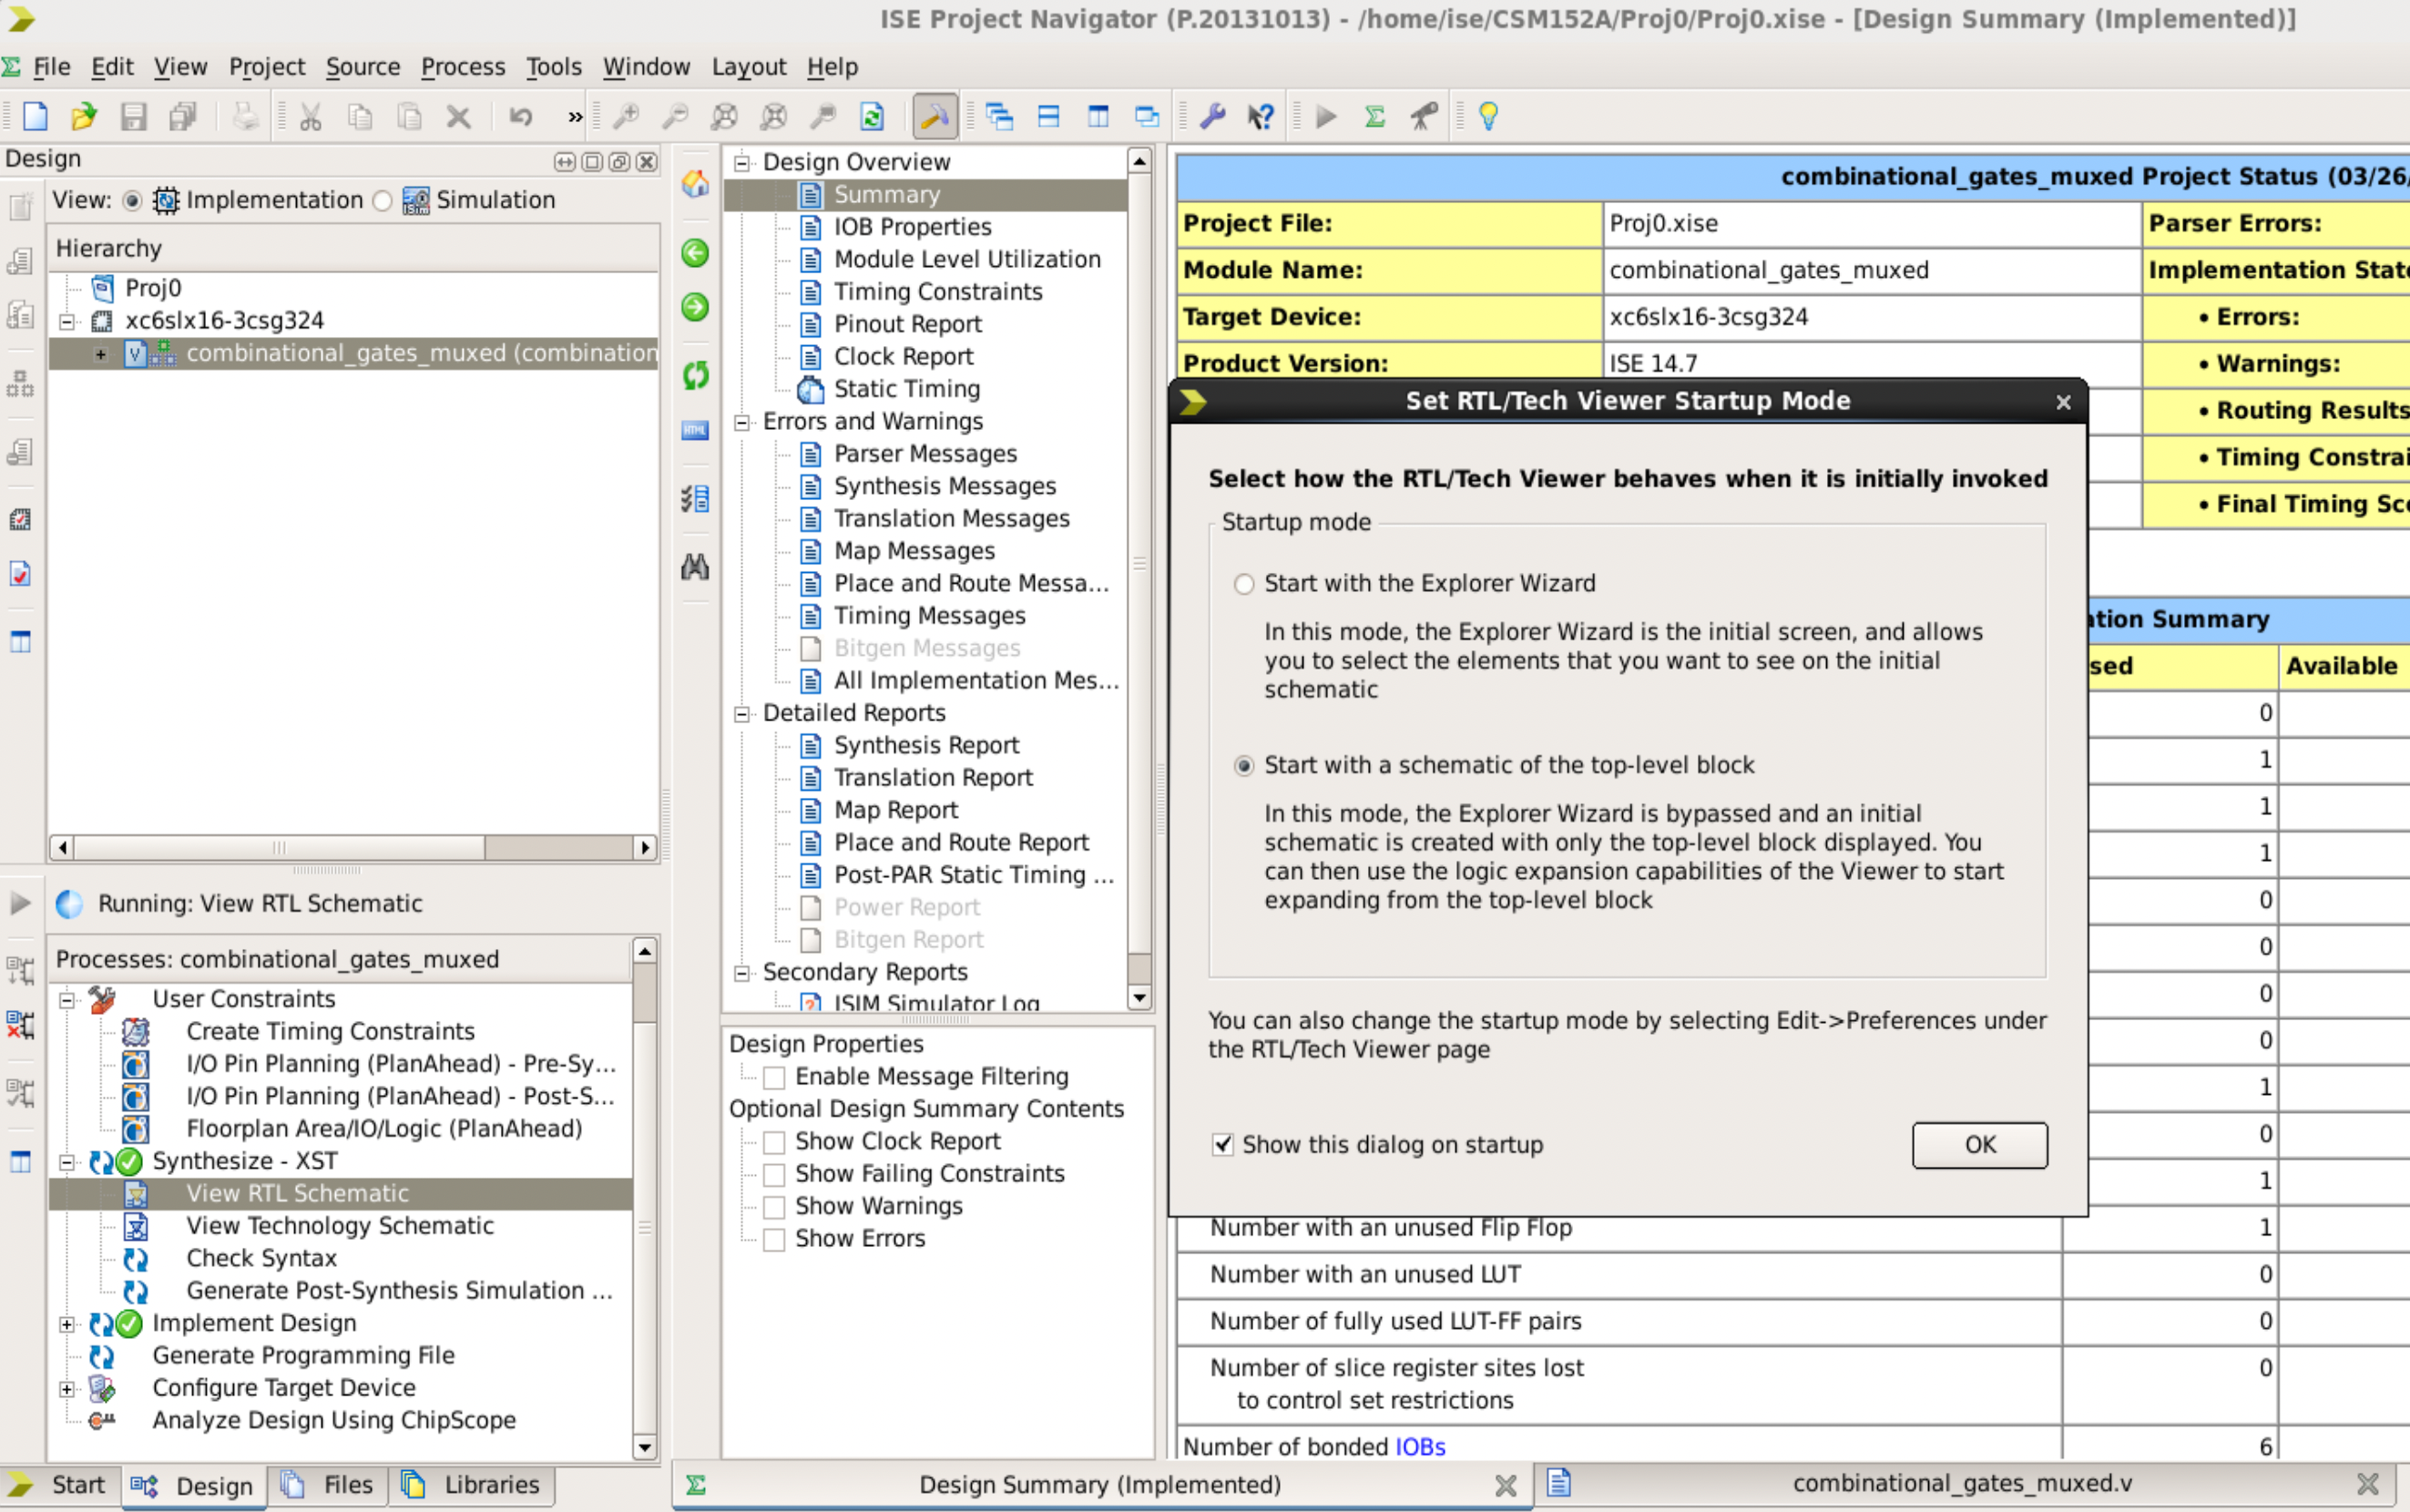 ISE Project Navigator (P.20131013) - /home/ise/CSM152A/Proj0/Proj0.xise - [Design Summary (Implemented)]
File Edit View Project Source Process Tools Window Layout Help
Design
View: Implementation Simulation
Hierarchy
Proj0
xc6slx16-3csg324
combinational_gates_muxed (combination
Running: View RTL Schematic
Processes: combinational_gates_muxed
User Constraints
Create Timing Constraints
I/O Pin Planning (PlanAhead) - Pre-Sy...
I/O Pin Planning (PlanAhead) - Post-S...
Floorplan Area/IO/Logic (PlanAhead)
Synthesize - XST
View RTL Schematic
View Technology Schematic
Check Syntax
Generate Post-Synthesis Simulation ...
Implement Design
Generate Programming File
Configure Target Device
Analyze Design Using ChipScope
Start Design Files Libraries
Design Overview
Summary
IOB Properties
Module Level Utilization
Timing Constraints
Pinout Report
Clock Report
Static Timing
Errors and Warnings
Parser Messages
Synthesis Messages
Translation Messages
Map Messages
Place and Route Messa...
Timing Messages
Bitgen Messages
All Implementation Mes...
Detailed Reports
Synthesis Report
Translation Report
Map Report
Place and Route Report
Post-PAR Static Timing ...
Power Report
Bitgen Report
Secondary Reports
ISIM Simulator Log
Design Properties
Enable Message Filtering
Optional Design Summary Contents
Show Clock Report
Show Failing Constraints
Show Warnings
Show Errors
combinational_gates_muxed Project Status (03/26/
Project File: Proj0.xise Parser Errors:
Module Name: combinational_gates_muxed Implementation State
Target Device: xc6slx16-3csg324 • Errors:
Product Version: ISE 14.7 • Warnings:
• Routing Results
• Timing Constrai
• Final Timing Sco
Set RTL/Tech Viewer Startup Mode
Select how the RTL/Tech Viewer behaves when it is initially invoked
Startup mode
Start with the Explorer Wizard
In this mode, the Explorer Wizard is the initial screen, and allows
you to select the elements that you want to see on the initial
schematic
Start with a schematic of the top-level block
In this mode, the Explorer Wizard is bypassed and an initial
schematic is created with only the top-level block displayed. You
can then use the logic expansion capabilities of the Viewer to start
expanding from the top-level block
You can also change the startup mode by selecting Edit->Preferences under
the RTL/Tech Viewer page
Show this dialog on startup
OK
ation Summary
sed Available
0
1
1
1
0
0
0
0
1
0
1
Number with an unused Flip Flop 1
Number with an unused LUT 0
Number of fully used LUT-FF pairs 0
Number of slice register sites lost 0
to control set restrictions
Number of bonded IOBs 6
Design Summary (Implemented)
combinational_gates_muxed.v